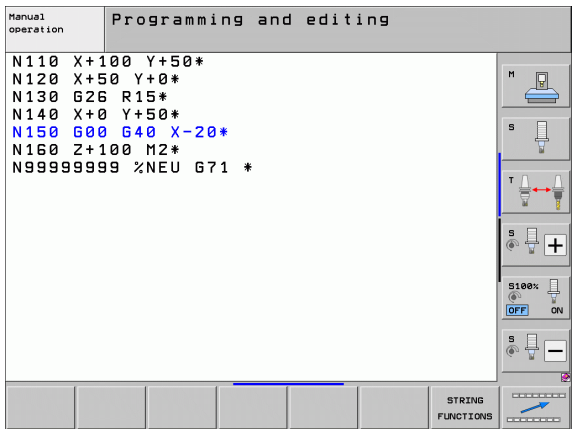 Manual
operation
Programming and editing
N110 X+100 Y+50*
N120 X+50 Y+0*
N130 G26 R15*
N140 X+0 Y+50*
N150 G00 G40 X-20*
N160 Z+100 M2*
N99999999 %NEU G71 *
M
S
T
S
S100%
OFF ON
S
STRING
FUNCTIONS